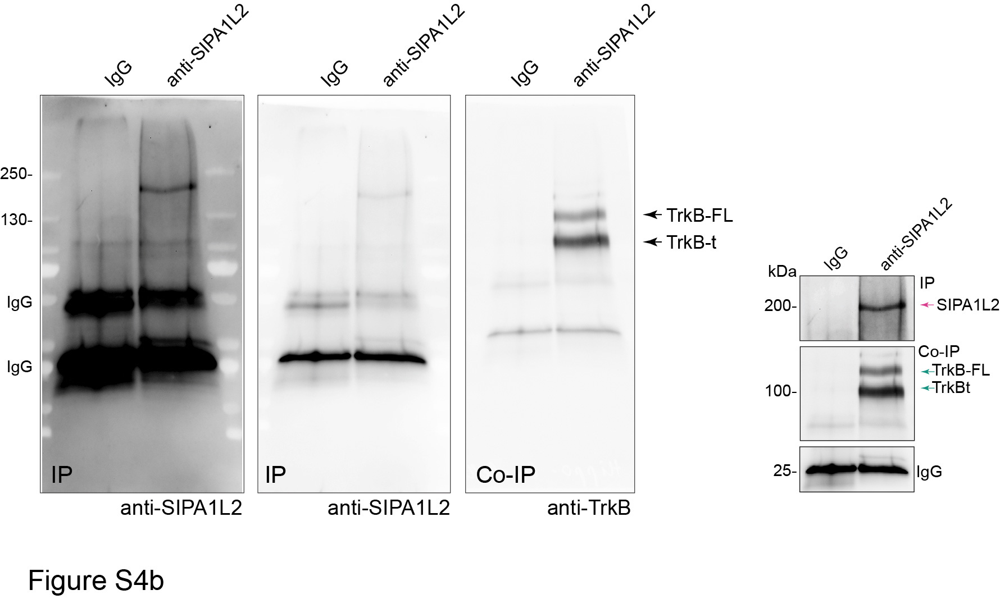 IgG
anti-SIPA1L2
IgG
anti-SIPA1L2
IgG
anti-SIPA1L2
250-
130-
IgG
IgG
IP
anti-SIPA1L2
IP
anti-SIPA1L2
TrkB-FL
TrkB-t
Co-IP
anti-TrkB
IgG
anti-SIPA1L2
kDa
IP
200-
SIPA1L2
Co-IP
TrkB-FL
TrkBt
100-
25-
IgG
Figure S4b